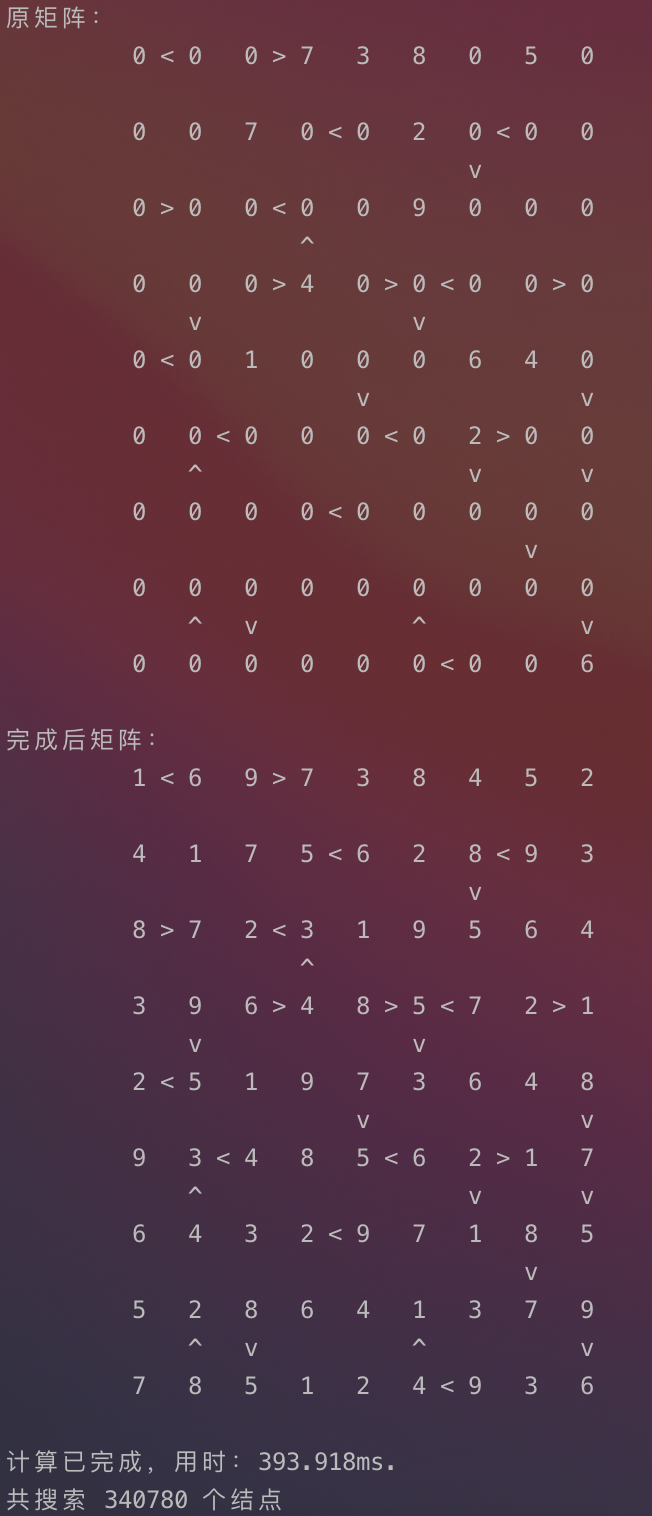 原矩阵：
0 < 0   0 > 7   3   8   0   5   0
0   0   7   0 < 0   2   0 < 0   0
                        v
0 > 0   0 < 0   0   9   0   0   0
            ^
0   0   0 > 4   0 > 0 < 0   0 > 0
    v               v
0 < 0   1   0   0   0   6   4   0
                v               v
0   0 < 0   0   0 < 0   2 > 0   0
    ^                   v       v
0   0   0   0 < 0   0   0   0   0
                            v
0   0   0   0   0   0   0   0   0
    ^   v           ^           v
0   0   0   0   0   0 < 0   0   6
完成后矩阵：
1 < 6   9 > 7   3   8   4   5   2
4   1   7   5 < 6   2   8 < 9   3
                        v
8 > 7   2 < 3   1   9   5   6   4
            ^
3   9   6 > 4   8 > 5 < 7   2 > 1
    v               v
2 < 5   1   9   7   3   6   4   8
                v               v
9   3 < 4   8   5 < 6   2 > 1   7
    ^                   v       v
6   4   3   2 < 9   7   1   8   5
                            v
5   2   8   6   4   1   3   7   9
    ^   v           ^           v
7   8   5   1   2   4 < 9   3   6
计算已完成，用时：393.918ms.
共搜索 340780 个结点